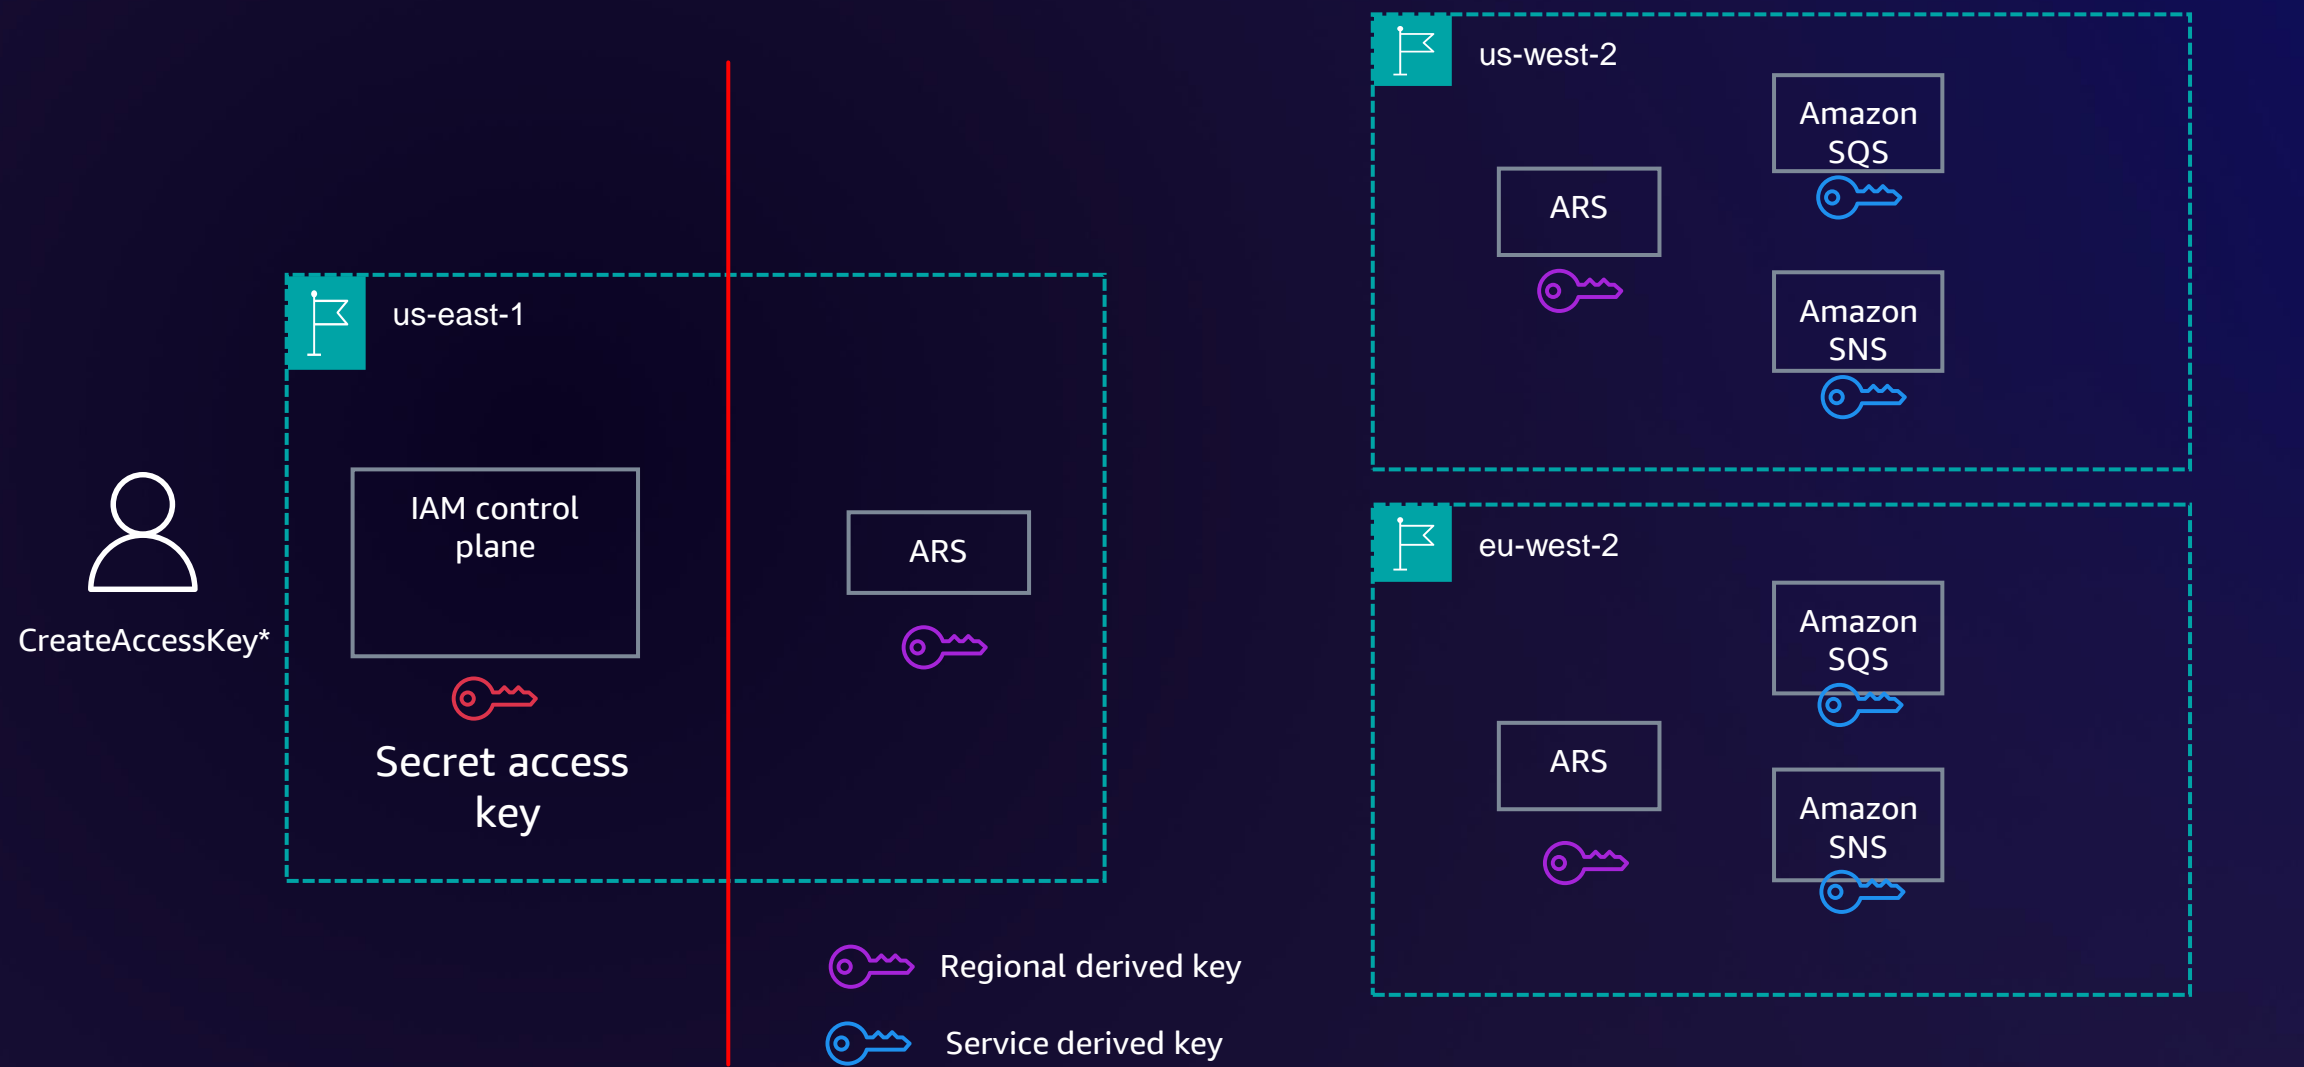 CreateAccessKey*
us-east-1
IAM control
plane
Secret access
key
ARS
us-west-2
ARS
Amazon
SQS
Amazon
SNS
eu-west-2
ARS
Amazon
SQS
Amazon
SNS
Regional derived key
Service derived key